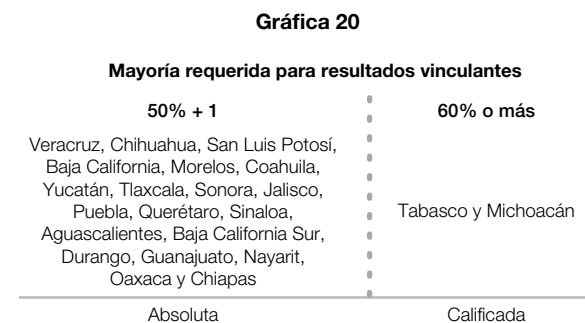 Gráfica 20
Mayoría requerida para resultados vinculantes
50% + 1
Veracruz, Chihuahua, San Luis Potosí,
Baja California, Morelos, Coahuila,
Yucatán, Tlaxcala, Sonora, Jalisco,
Puebla, Querétaro, Sinaloa,
Aguascalientes, Baja California Sur,
Durango, Guanajuato, Nayarit,
Oaxaca y Chiapas
Absoluta
60% o más
Tabasco y Michoacán
Calificada